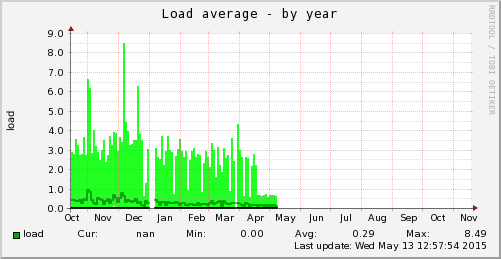 Load average - by year
RRDTOOL / TOBI OETIKER
load
9.0
8.0
7.0
6.0
5.0
4.0
3.0
2.0
1.0
0.0
Oct Nov Dec Jan Feb Mar Apr May Jun Jul Aug Sep Oct Nov
load Cur: nan Min: 0.00 Avg: 0.29 Max: 8.49
Last update: Wed May 13 12:57:54 2015